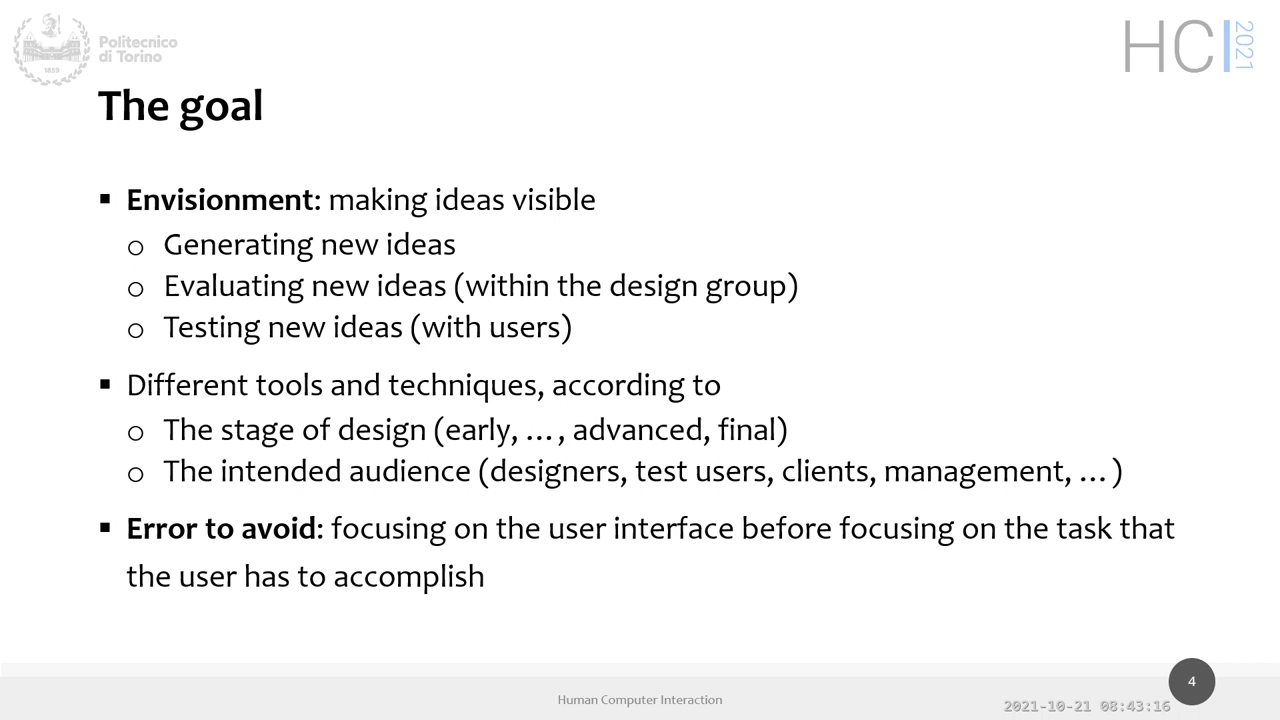 Politecnico
di Torino
1859
HCI 2021
The goal
▪ Envisionment: making ideas visible
o Generating new ideas
o Evaluating new ideas (within the design group)
o Testing new ideas (with users)
▪ Different tools and techniques, according to
o The stage of design (early, …, advanced, final)
o The intended audience (designers, test users, clients, management, …)
▪ Error to avoid: focusing on the user interface before focusing on the task that
the user has to accomplish
4
Human Computer Interaction
2021-10-21 08:43:16